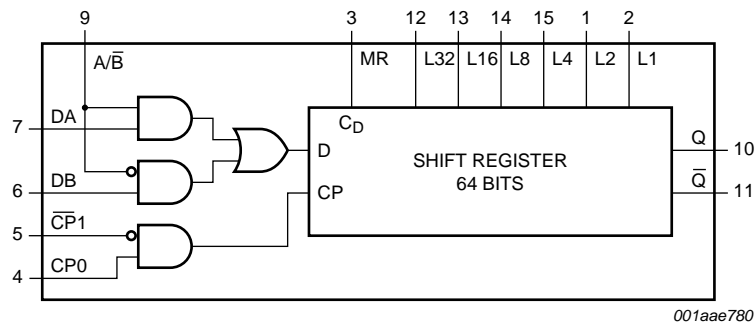 9 3 12 13 14 15 1 2
A/B̅ MR L32 L16 L8 L4 L2 L1
7 DA
C_D
D
SHIFT REGISTER
64 BITS
Q 10
6 DB
CP
Q̅ 11
5 C̅P̅1
4 CP0
001aae780